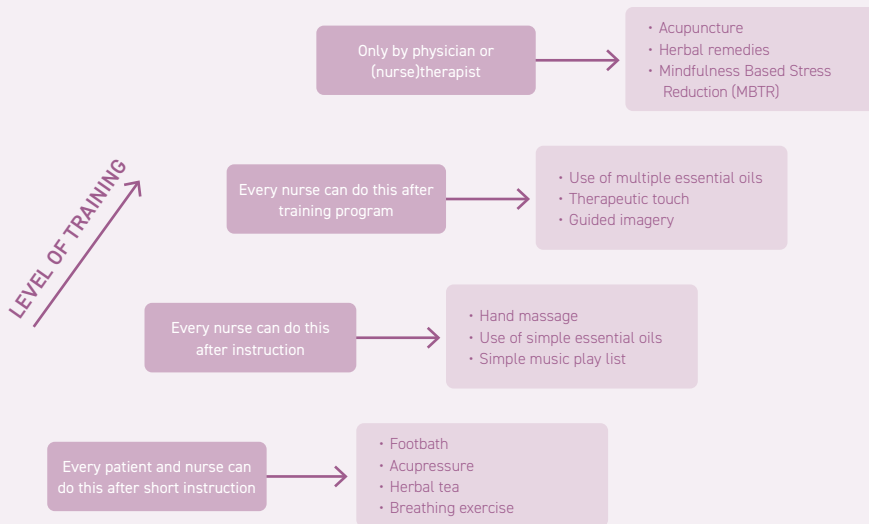 Only by physician or
(nurse)therapist
• Acupuncture
• Herbal remedies
• Mindfulness Based Stress
Reduction (MBTR)
LEVEL OF TRAINING
Every nurse can do this after
training program
• Use of multiple essential oils
• Therapeutic touch
• Guided imagery
Every nurse can do this
after instruction
• Hand massage
• Use of simple essential oils
• Simple music play list
Every patient and nurse can
do this after short instruction
• Footbath
• Acupressure
• Herbal tea
• Breathing exercise